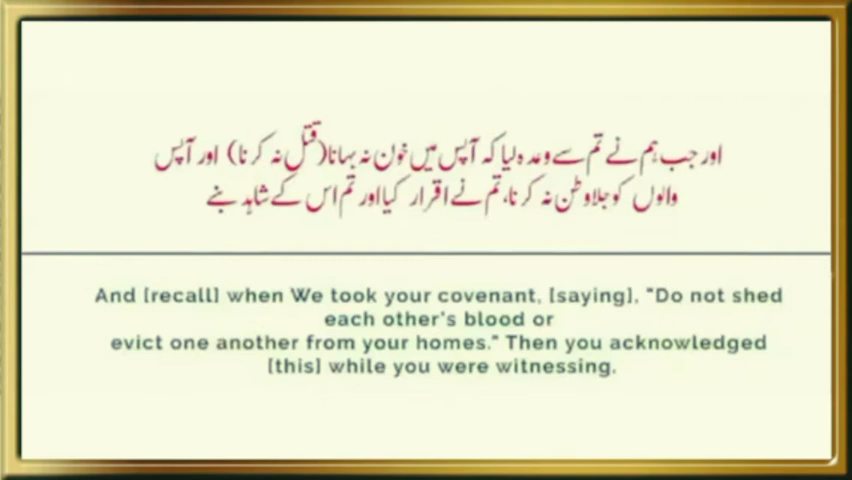 اور جب ہم نے تم سے وعدہ لیا کہ آپس میں خون نہ بہانا(قتل نہ کرنا) اور آپس
والوں کو جلاوطن نہ کرنا، تم نے اقرار کیا اور تم اس کے شاہد بنے
And [recall] when We took your covenant, [saying], "Do not shed
each other's blood or
evict one another from your homes." Then you acknowledged
[this] while you were witnessing.